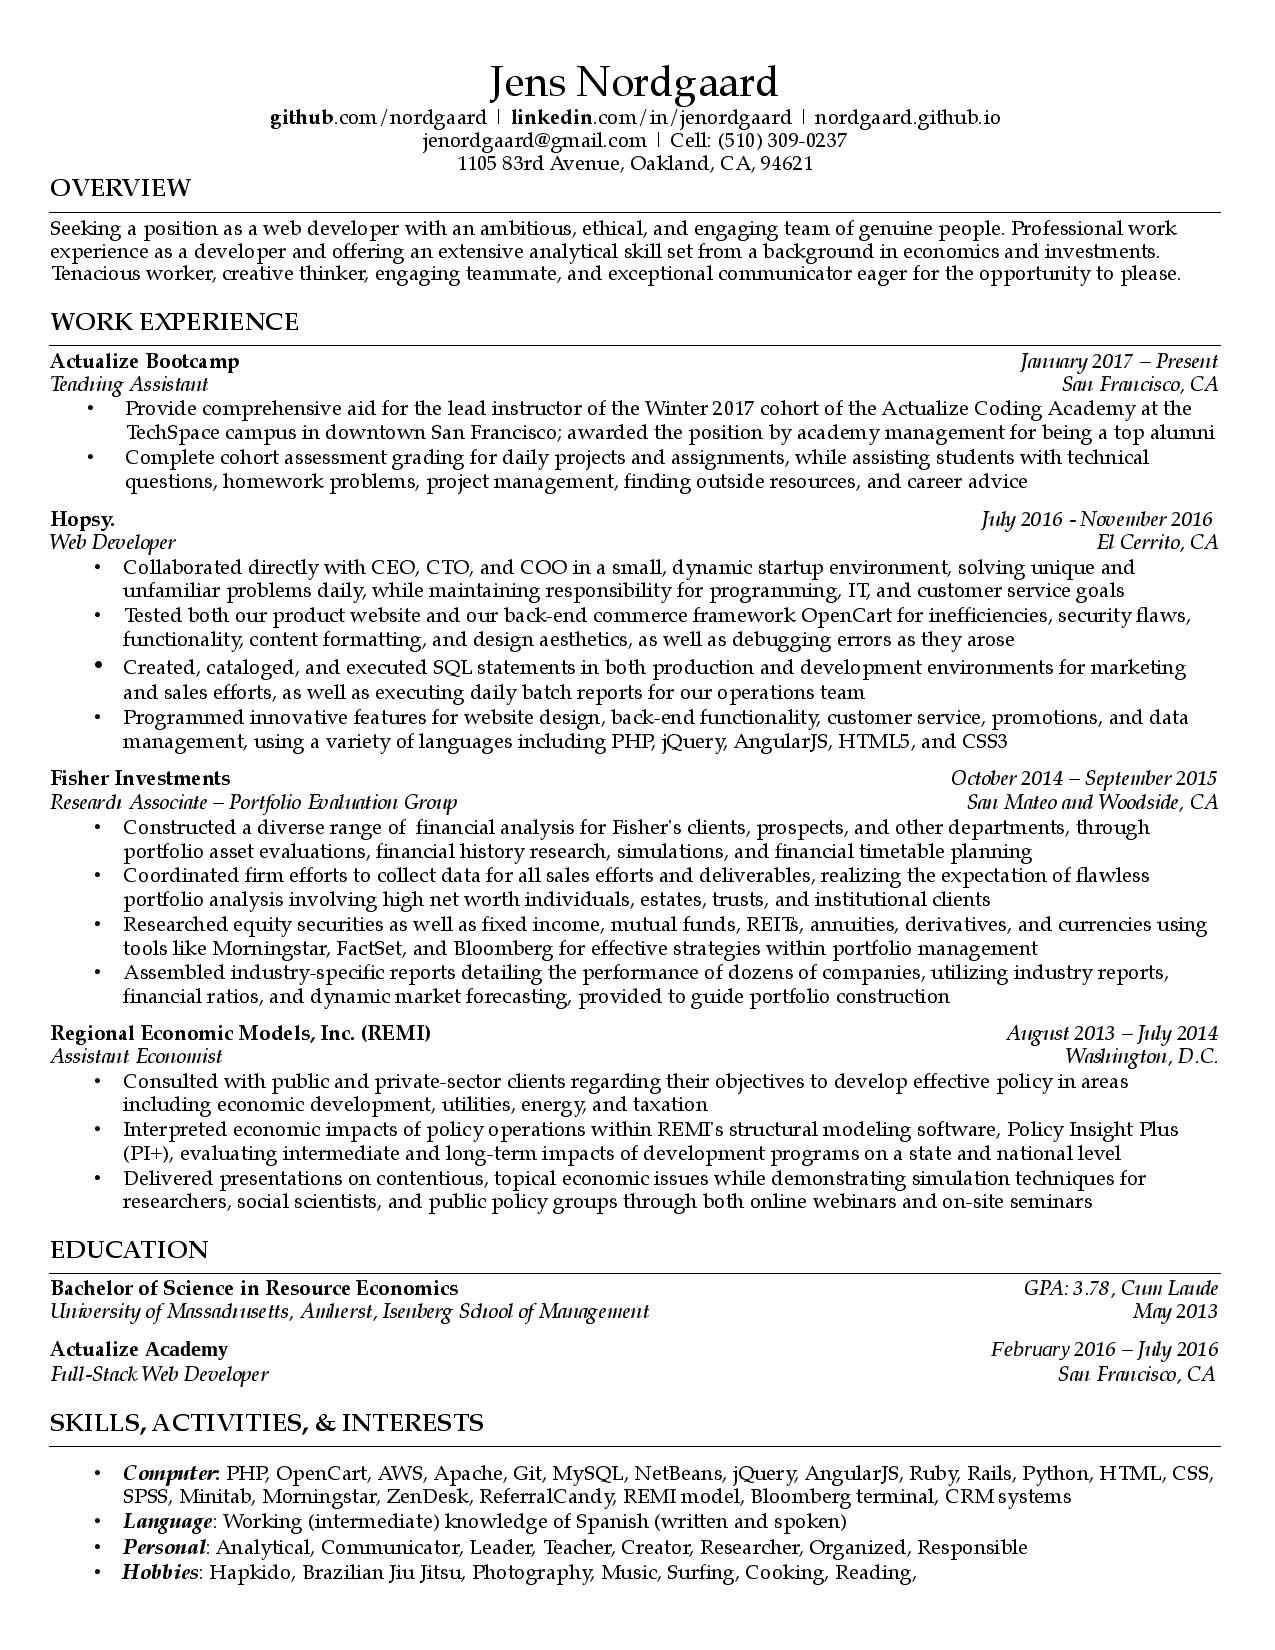 Jens Nordgaard
github.com/nordgaard | linkedin.com/in/jenordgaard | nordgaard.github.io
jenordgaard@gmail.com | Cell: (510) 309-0237
1105 83rd Avenue, Oakland, CA, 94621
OVERVIEW
Seeking a position as a web developer with an ambitious, ethical, and engaging team of genuine people. Professional work
experience as a developer and offering an extensive analytical skill set from a background in economics and investments.
Tenacious worker, creative thinker, engaging teammate, and exceptional communicator eager for the opportunity to please.
WORK EXPERIENCE
Actualize Bootcamp January 2017 – Present
Teaching Assistant San Francisco, CA
• Provide comprehensive aid for the lead instructor of the Winter 2017 cohort of the Actualize Coding Academy at the
TechSpace campus in downtown San Francisco; awarded the position by academy management for being a top alumni
• Complete cohort assessment grading for daily projects and assignments, while assisting students with technical
questions, homework problems, project management, finding outside resources, and career advice
Hopsy. July 2016 - November 2016
Web Developer El Cerrito, CA
• Collaborated directly with CEO, CTO, and COO in a small, dynamic startup environment, solving unique and
unfamiliar problems daily, while maintaining responsibility for programming, IT, and customer service goals
• Tested both our product website and our back-end commerce framework OpenCart for inefficiencies, security flaws,
functionality, content formatting, and design aesthetics, as well as debugging errors as they arose
• Created, cataloged, and executed SQL statements in both production and development environments for marketing
and sales efforts, as well as executing daily batch reports for our operations team
• Programmed innovative features for website design, back-end functionality, customer service, promotions, and data
management, using a variety of languages including PHP, jQuery, AngularJS, HTML5, and CSS3
Fisher Investments October 2014 – September 2015
Research Associate – Portfolio Evaluation Group San Mateo and Woodside, CA
• Constructed a diverse range of financial analysis for Fisher's clients, prospects, and other departments, through
portfolio asset evaluations, financial history research, simulations, and financial timetable planning
• Coordinated firm efforts to collect data for all sales efforts and deliverables, realizing the expectation of flawless
portfolio analysis involving high net worth individuals, estates, trusts, and institutional clients
• Researched equity securities as well as fixed income, mutual funds, REITs, annuities, derivatives, and currencies using
tools like Morningstar, FactSet, and Bloomberg for effective strategies within portfolio management
• Assembled industry-specific reports detailing the performance of dozens of companies, utilizing industry reports,
financial ratios, and dynamic market forecasting, provided to guide portfolio construction
Regional Economic Models, Inc. (REMI) August 2013 – July 2014
Assistant Economist Washington, D.C.
• Consulted with public and private-sector clients regarding their objectives to develop effective policy in areas
including economic development, utilities, energy, and taxation
• Interpreted economic impacts of policy operations within REMI's structural modeling software, Policy Insight Plus
(PI+), evaluating intermediate and long-term impacts of development programs on a state and national level
• Delivered presentations on contentious, topical economic issues while demonstrating simulation techniques for
researchers, social scientists, and public policy groups through both online webinars and on-site seminars
EDUCATION
Bachelor of Science in Resource Economics GPA: 3.78, Cum Laude
University of Massachusetts, Amherst, Isenberg School of Management May 2013
Actualize Academy February 2016 – July 2016
Full-Stack Web Developer San Francisco, CA
SKILLS, ACTIVITIES, & INTERESTS
• Computer: PHP, OpenCart, AWS, Apache, Git, MySQL, NetBeans, jQuery, AngularJS, Ruby, Rails, Python, HTML, CSS,
SPSS, Minitab, Morningstar, ZenDesk, ReferralCandy, REMI model, Bloomberg terminal, CRM systems
• Language: Working (intermediate) knowledge of Spanish (written and spoken)
• Personal: Analytical, Communicator, Leader, Teacher, Creator, Researcher, Organized, Responsible
• Hobbies: Hapkido, Brazilian Jiu Jitsu, Photography, Music, Surfing, Cooking, Reading,